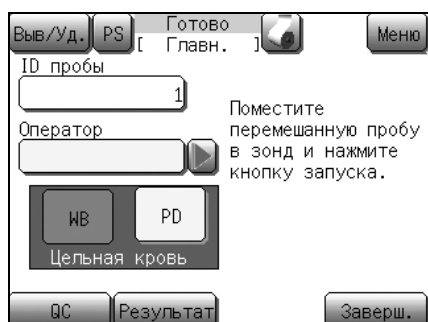 Выв/Уд. PS Готово Меню
[ Главн. ]
ID пробы
1
Оператор
Поместите
перемешанную пробу
в зонд и нажмите
кнопку запуска.
WB PD
Цельная кровь
QC Результат Заверш.